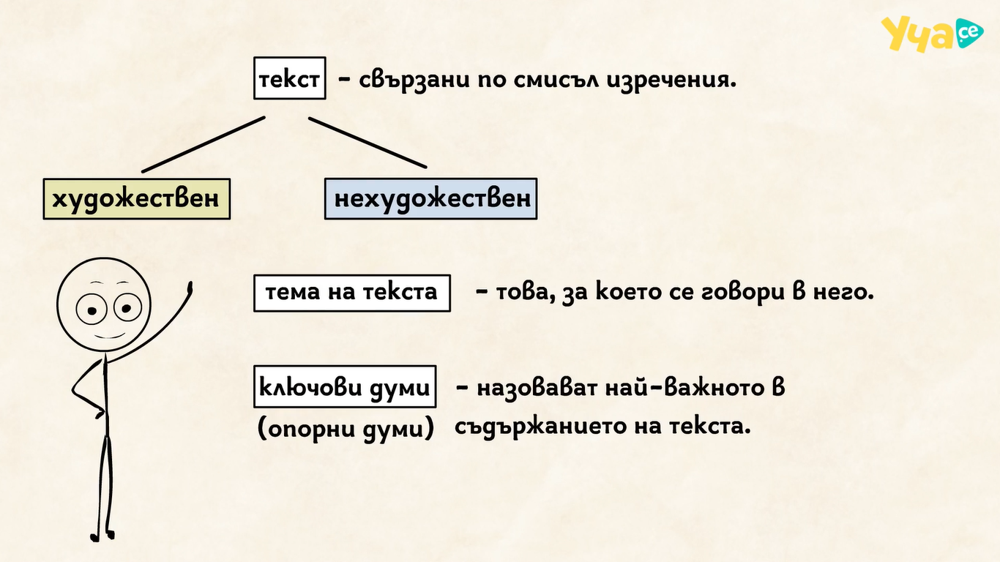 Уча.се
текст - свързани по смисъл изречения.
художествен нехудожествен
тема на текста - това, за което се говори в него.
ключови думи - назовават най-важното в
(опорни думи) съдържанието на текста.